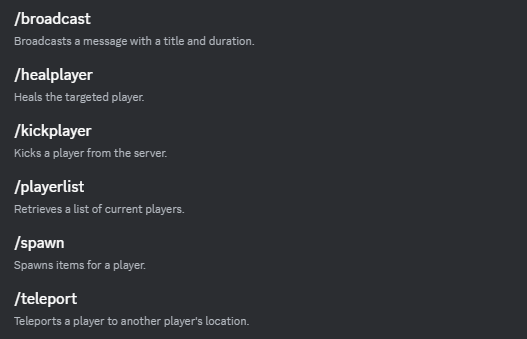 /broadcast
Broadcasts a message with a title and duration.
/healplayer
Heals the targeted player.
/kickplayer
Kicks a player from the server.
/playerlist
Retrieves a list of current players.
/spawn
Spawns items for a player.
/teleport
Teleports a player to another player's location.